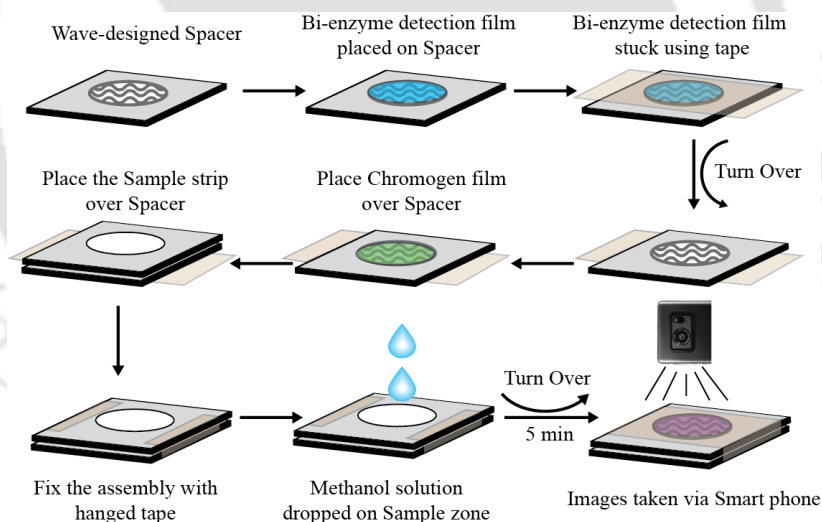 Wave-designed Spacer
Bi-enzyme detection film
placed on Spacer
Bi-enzyme detection film
stuck using tape
Turn Over
Place the Sample strip
over Spacer
Place Chromogen film
over Spacer
Turn Over
5 min
Fix the assembly with
hanged tape
Methanol solution
dropped on Sample zone
Images taken via Smart phone